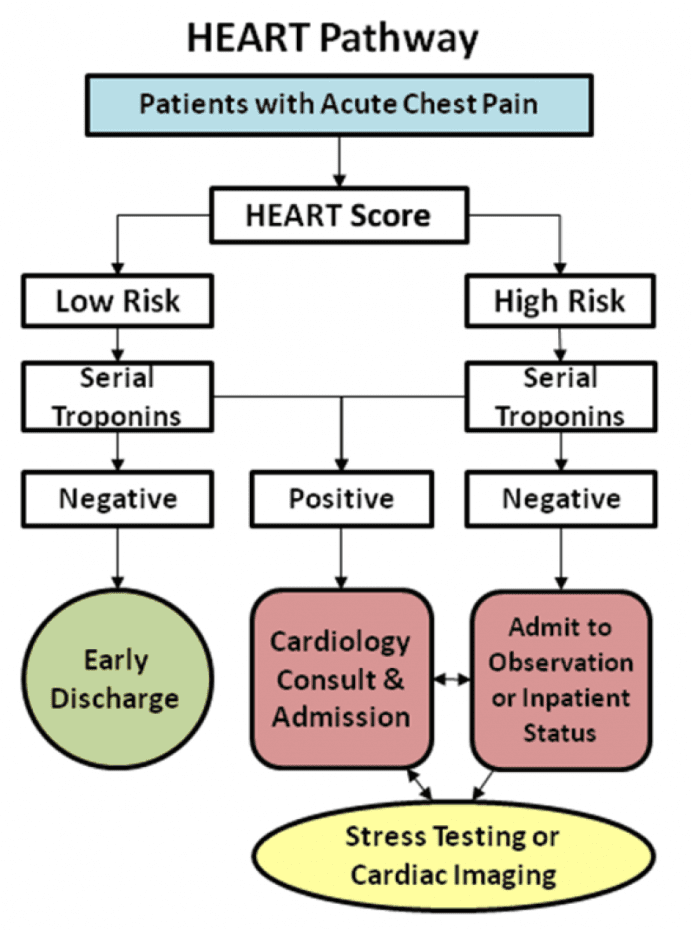 HEART Pathway
Patients with Acute Chest Pain
HEART Score
Low Risk
High Risk
Serial
Troponins
Serial
Troponins
Negative
Positive
Negative
Early
Discharge
Cardiology
Consult &
Admission
Admit to
Observation
or Inpatient
Status
Stress Testing or
Cardiac Imaging